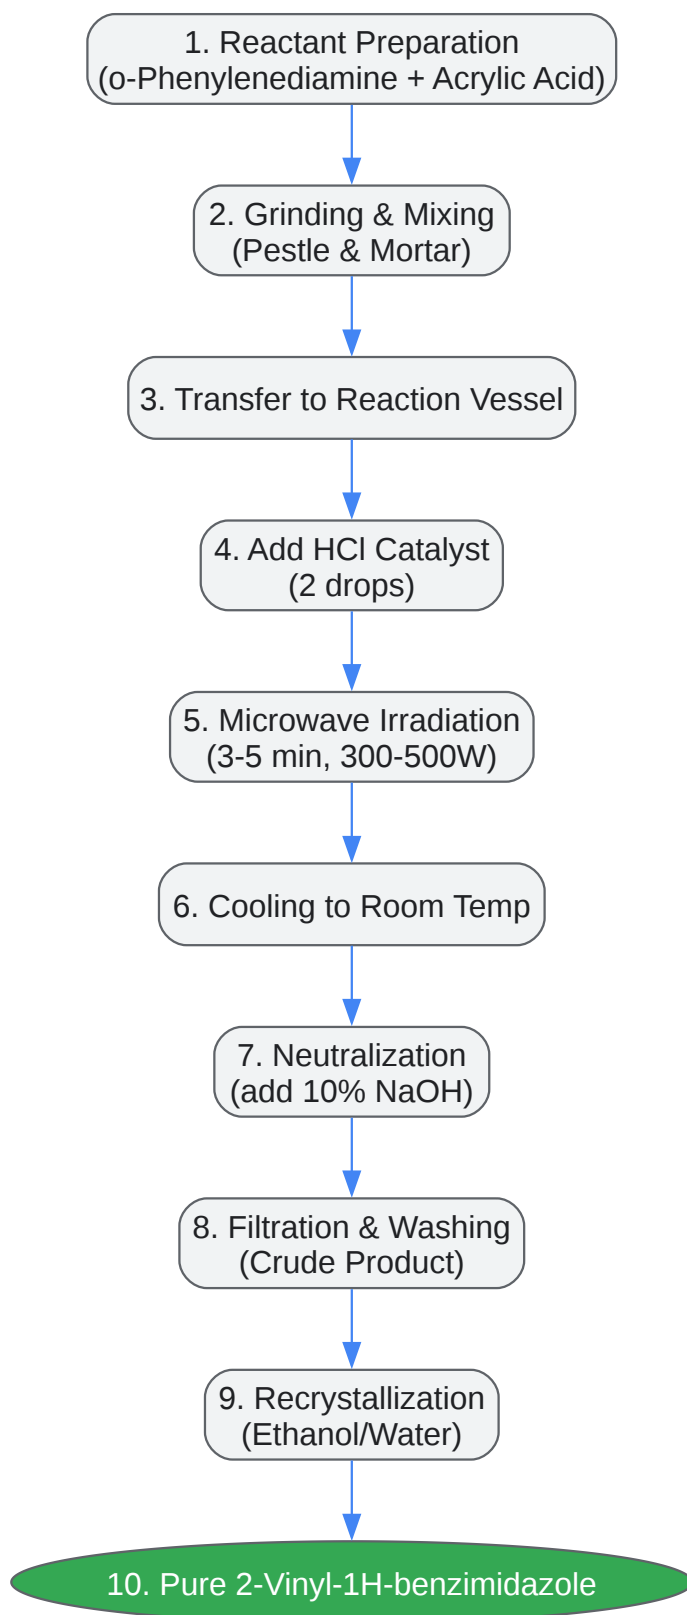 1. Reactant Preparation
(o-Phenylenediamine + Acrylic Acid)
2. Grinding & Mixing
(Pestle & Mortar)
3. Transfer to Reaction Vessel
4. Add HCl Catalyst
(2 drops)
5. Microwave Irradiation
(3-5 min, 300-500W)
6. Cooling to Room Temp
7. Neutralization
(add 10% NaOH)
8. Filtration & Washing
(Crude Product)
9. Recrystallization
(Ethanol/Water)
10. Pure 2-Vinyl-1H-benzimidazole